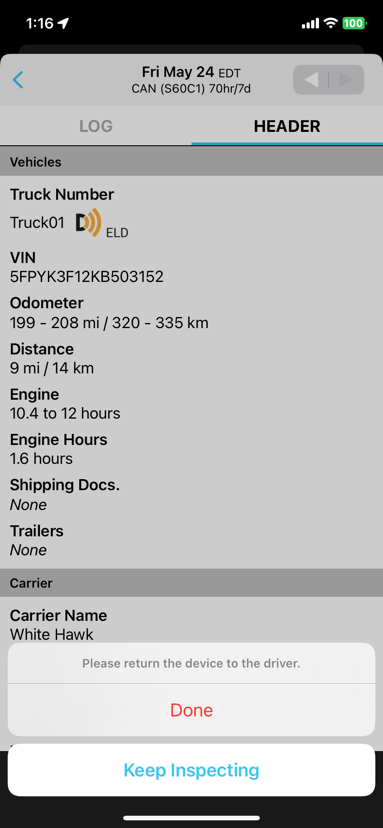 1:16
100
Fri May 24 EDT
CAN (S60C1) 70hr/7d
LOG HEADER
Vehicles
Truck Number
Truck01 D ELD
VIN
5FPYK3F12KB503152
Odometer
199 - 208 mi / 320 - 335 km
Distance
9 mi / 14 km
Engine
10.4 to 12 hours
Engine Hours
1.6 hours
Shipping Docs.
None
Trailers
None
Carrier
Carrier Name
White Hawk
Please return the device to the driver.
Done
Keep Inspecting